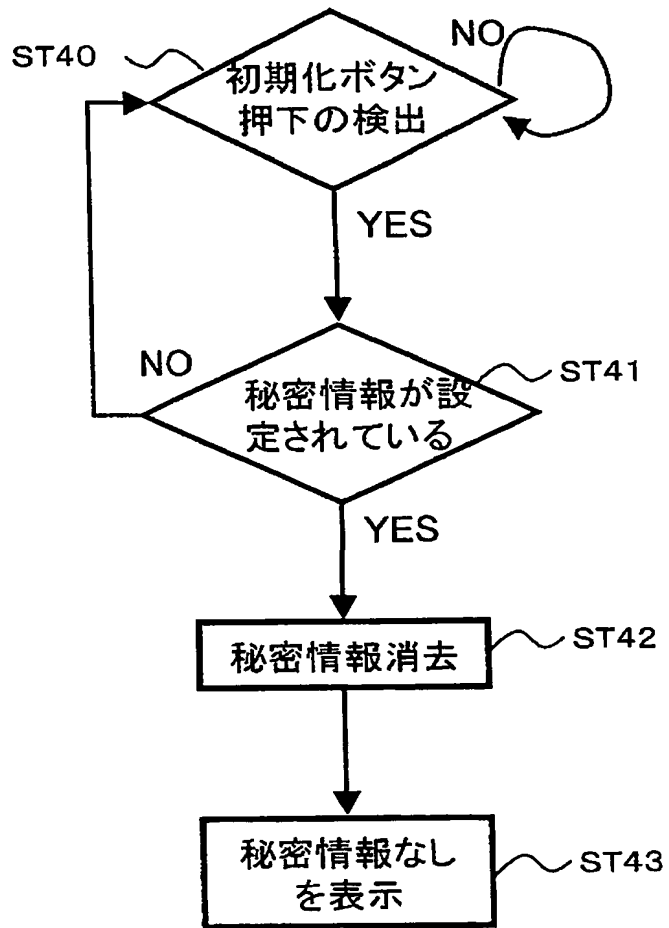 ST40
初期化ボタン
押下の検出
NO
YES
NO
秘密情報が設
定されている
ST41
YES
秘密情報消去
ST42
秘密情報なし
を表示
ST43